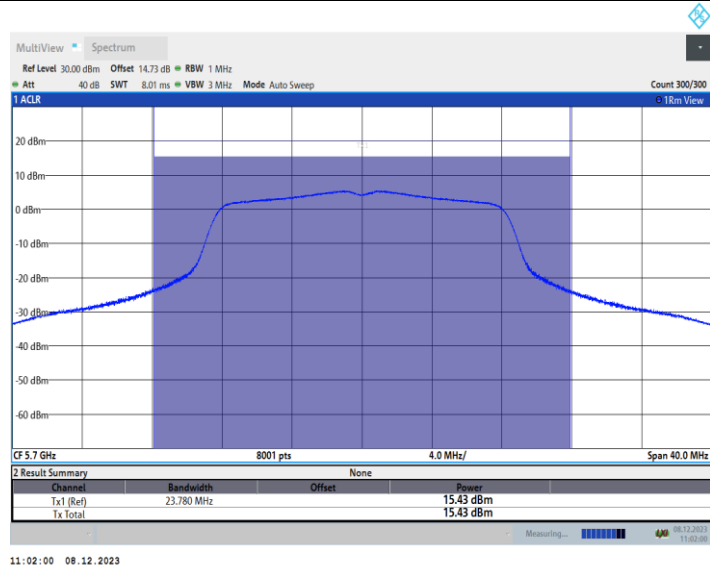 R&S
MultiView Spectrum
Ref Level 30.00 dBm Offset 14.73 dB RBW 1 MHz
Att 40 dB SWT 8.01 ms VBW 3 MHz Mode Auto Sweep Count 300/300
1 ACLR 1Rm View
20 dBm
10 dBm
0 dBm
-10 dBm
-20 dBm
-30 dBm
-40 dBm
-50 dBm
-60 dBm
CF 5.7 GHz 8001 pts 4.0 MHz/ Span 40.0 MHz
2 Result Summary None
Channel Bandwidth Offset Power
Tx1 (Ref) 23.780 MHz 15.43 dBm
Tx Total 15.43 dBm
Measuring... 08.12.2023
11:02:00
11:02:00 08.12.2023